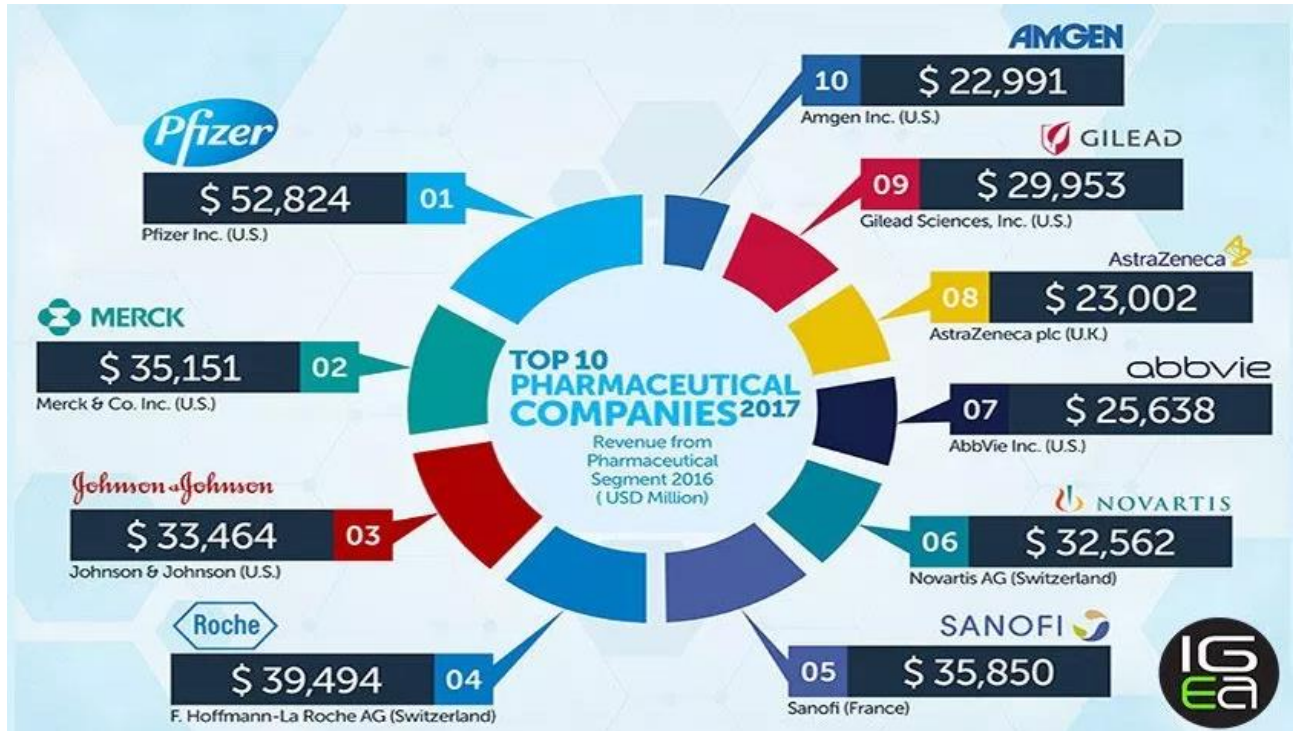 Pfizer
$ 52,824 01
Pfizer Inc. (U.S.)
MERCK
$ 35,151 02
Merck & Co. Inc. (U.S.)
Johnson & Johnson
$ 33,464 03
Johnson & Johnson (U.S.)
Roche
$ 39,494 04
F. Hoffmann-La Roche AG (Switzerland)
TOP 10
PHARMACEUTICAL
COMPANIES 2017
Revenue from
Pharmaceutical
Segment 2016
( USD Million)
AMGEN
10 $ 22,991
Amgen Inc. (U.S.)
GILEAD
09 $ 29,953
Gilead Sciences, Inc. (U.S.)
AstraZeneca
08 $ 23,002
AstraZeneca plc (U.K.)
abbvie
07 $ 25,638
AbbVie Inc. (U.S.)
NOVARTIS
06 $ 32,562
Novartis AG (Switzerland)
SANOFI
05 $ 35,850
Sanofi (France)
IG
Ea